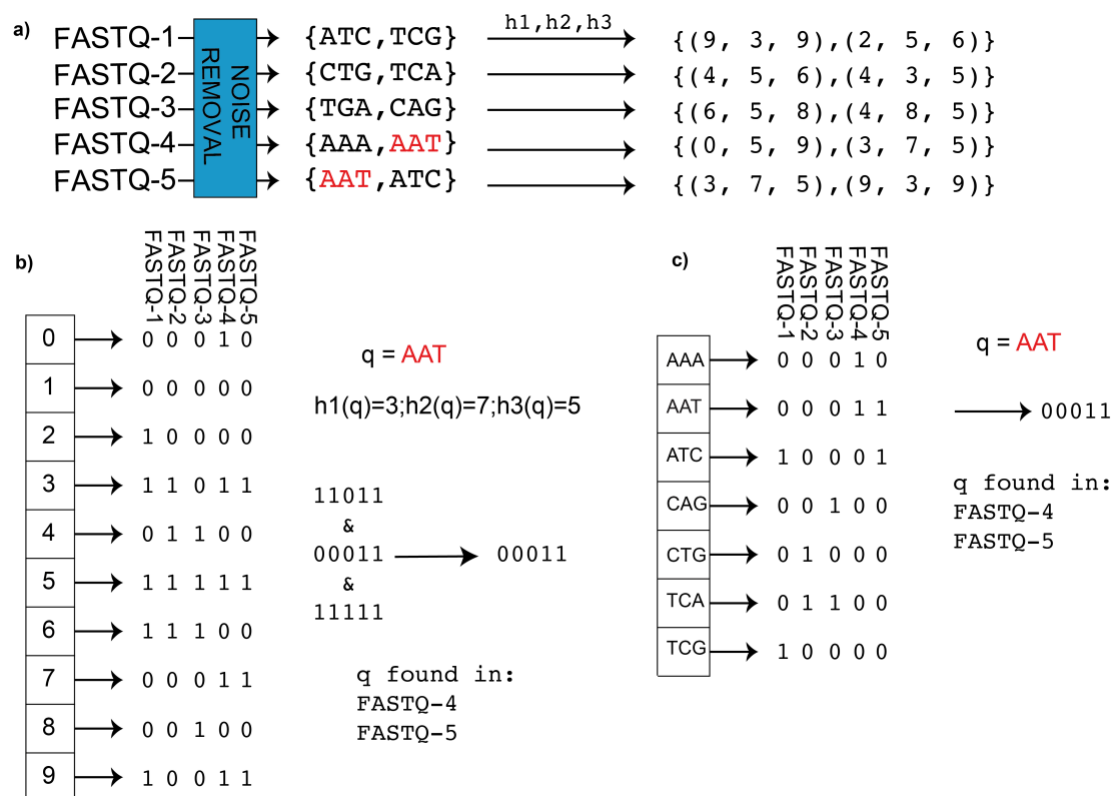 a)
FASTQ-1 {ATC,TCG} h1,h2,h3 {(9, 3, 9),(2, 5, 6)}
FASTQ-2 {CTG,TCA} {(4, 5, 6),(4, 3, 5)}
FASTQ-3 {TGA,CAG} {(6, 5, 8),(4, 8, 5)}
FASTQ-4 {AAA,AAT} {(0, 5, 9),(3, 7, 5)}
FASTQ-5 {AAT,ATC} {(3, 7, 5),(9, 3, 9)}
NOISE
REMOVAL
b)
FASTQ-1
FASTQ-2
FASTQ-3
FASTQ-4
FASTQ-5
0 0 0 0 1 0
1 0 0 0 0 0
2 1 0 0 0 0
3 1 1 0 1 1
4 0 1 1 0 0
5 1 1 1 1 1
6 1 1 1 0 0
7 0 0 0 1 1
8 0 0 1 0 0
9 1 0 0 1 1
q = AAT
h1(q)=3;h2(q)=7;h3(q)=5
11011
&
00011 00011
&
11111
q found in:
FASTQ-4
FASTQ-5
c)
FASTQ-1
FASTQ-2
FASTQ-3
FASTQ-4
FASTQ-5
AAA 0 0 0 1 0
AAT 0 0 0 1 1
ATC 1 0 0 0 1
CAG 0 0 1 0 0
CTG 0 1 0 0 0
TCA 0 1 1 0 0
TCG 1 0 0 0 0
q = AAT
00011
q found in:
FASTQ-4
FASTQ-5